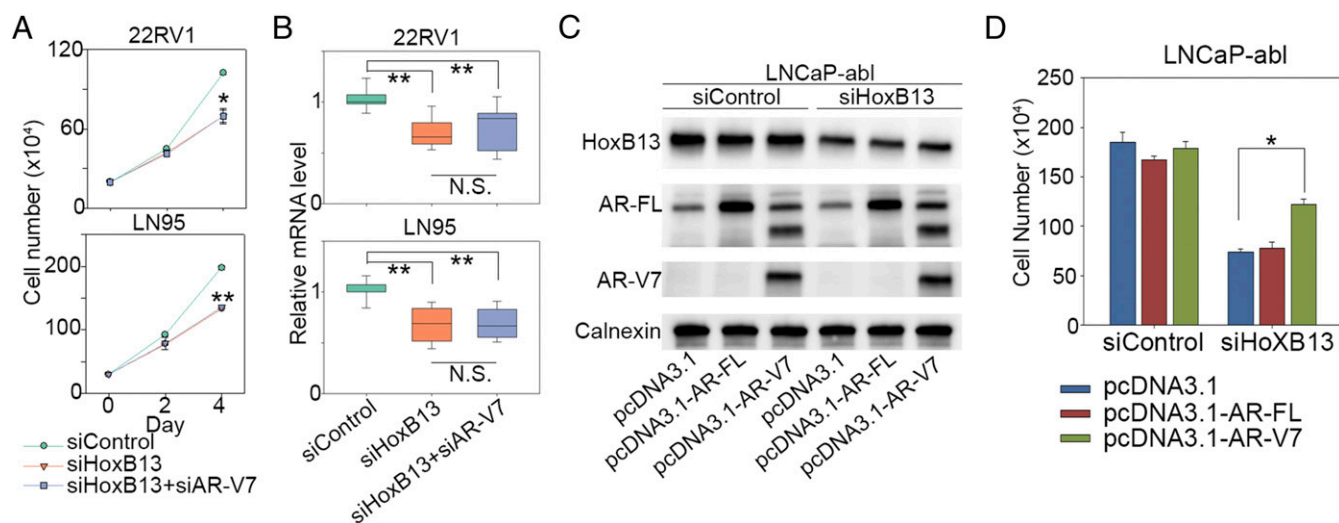 A
22RV1
120
60
0
*
LN95
200
100
0
**
0
2
4
Day
Cell number (x10⁴)
siControl
siHoxB13
siHoxB13+siAR-V7
B
22RV1
**
**
1
N.S.
0
LN95
**
**
1
N.S.
0
Relative mRNA level
siControl
siHoxB13
siHoxB13+siAR-V7
C
LNCaP-abl
siControl
siHoxB13
HoxB13
AR-FL
AR-V7
Calnexin
pcDNA3.1
pcDNA3.1-AR-FL
pcDNA3.1-AR-V7
pcDNA3.1
pcDNA3.1-AR-FL
pcDNA3.1-AR-V7
D
LNCaP-abl
250
200
150
100
50
0
*
Cell Number (x10⁴)
siControl
siHoXB13
pcDNA3.1
pcDNA3.1-AR-FL
pcDNA3.1-AR-V7